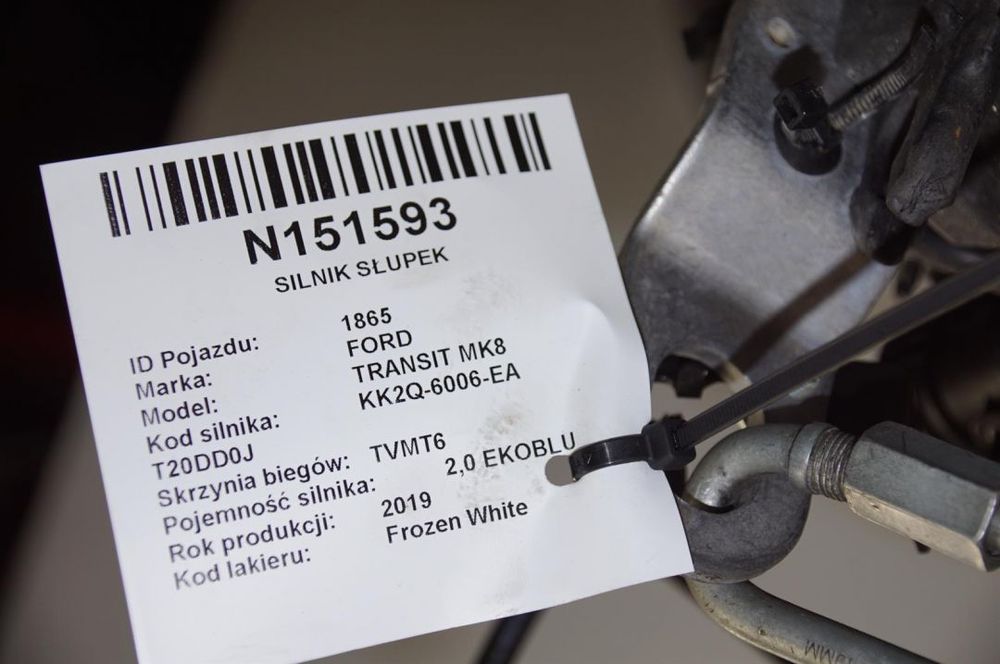 N151593
SILNIK SŁUPEK
ID Pojazdu: 1865
Marka: FORD
Model: TRANSIT MK8
Kod silnika: KK2Q-6006-EA
T20DD0J
Skrzynia biegów: TVMT6
Pojemność silnika: 2,0 EKOBLU
Rok produkcji: 2019
Kod lakieru: Frozen White